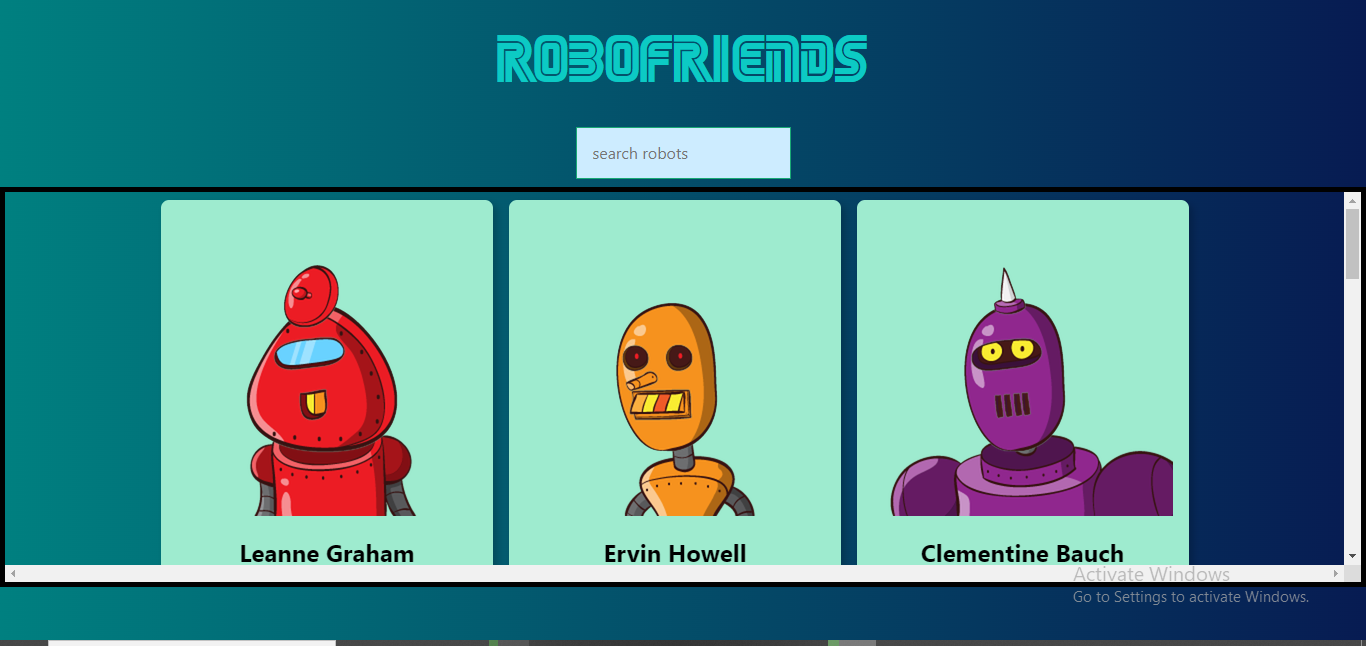 ROBOFRIENDS
search robots
Leanne Graham
Ervin Howell
Clementine Bauch
Activate Windows
Go to Settings to activate Windows.